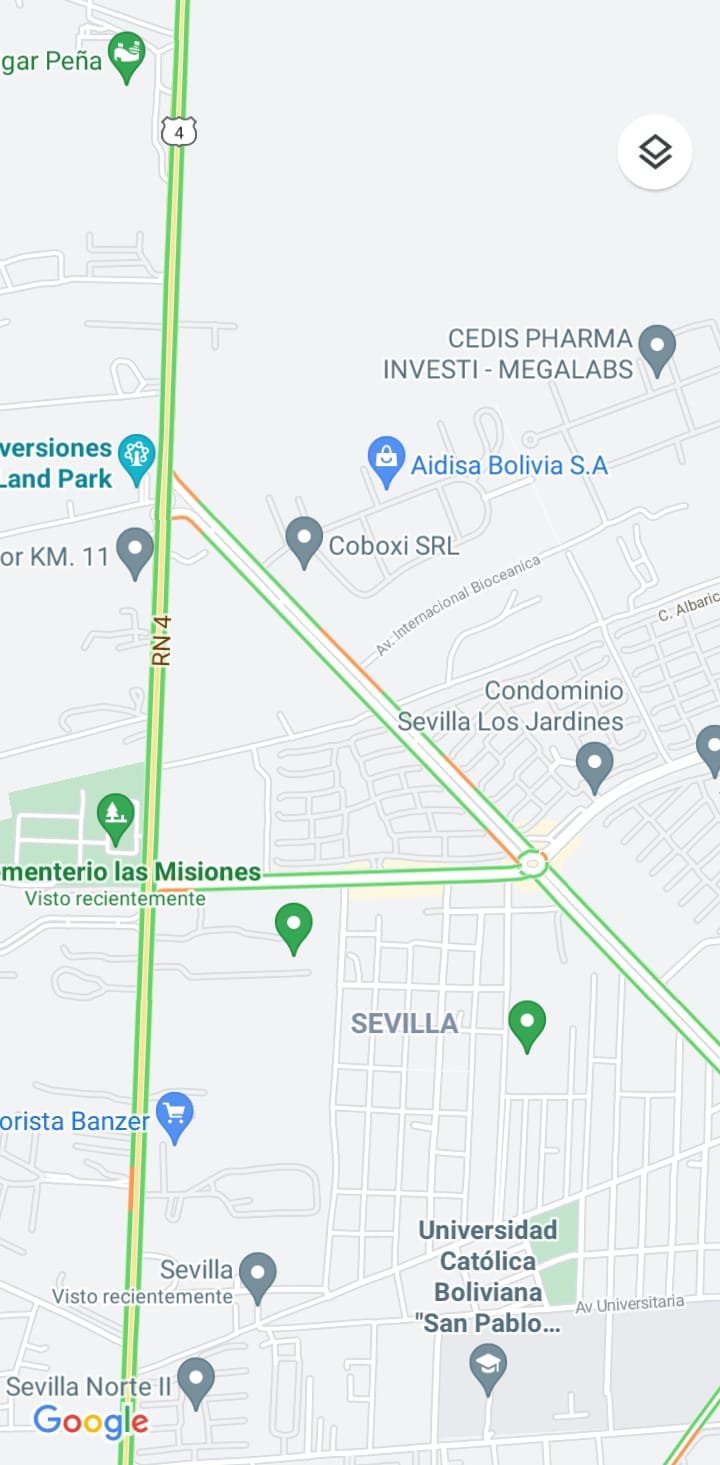 gar Peña
4
CEDIS PHARMA
INVESTI - MEGALABS
versiones
Land Park
Aidisa Bolivia S.A
or KM. 11
Coboxi SRL
Av. Internacional Bioceanica
C. Albaric
RN 4
Condominio
Sevilla Los Jardines
ementerio las Misiones
Visto recientemente
SEVILLA
orista Banzer
Universidad
Católica
Boliviana
"San Pablo...
Sevilla
Visto recientemente
Av Universitaria
Sevilla Norte II
Google